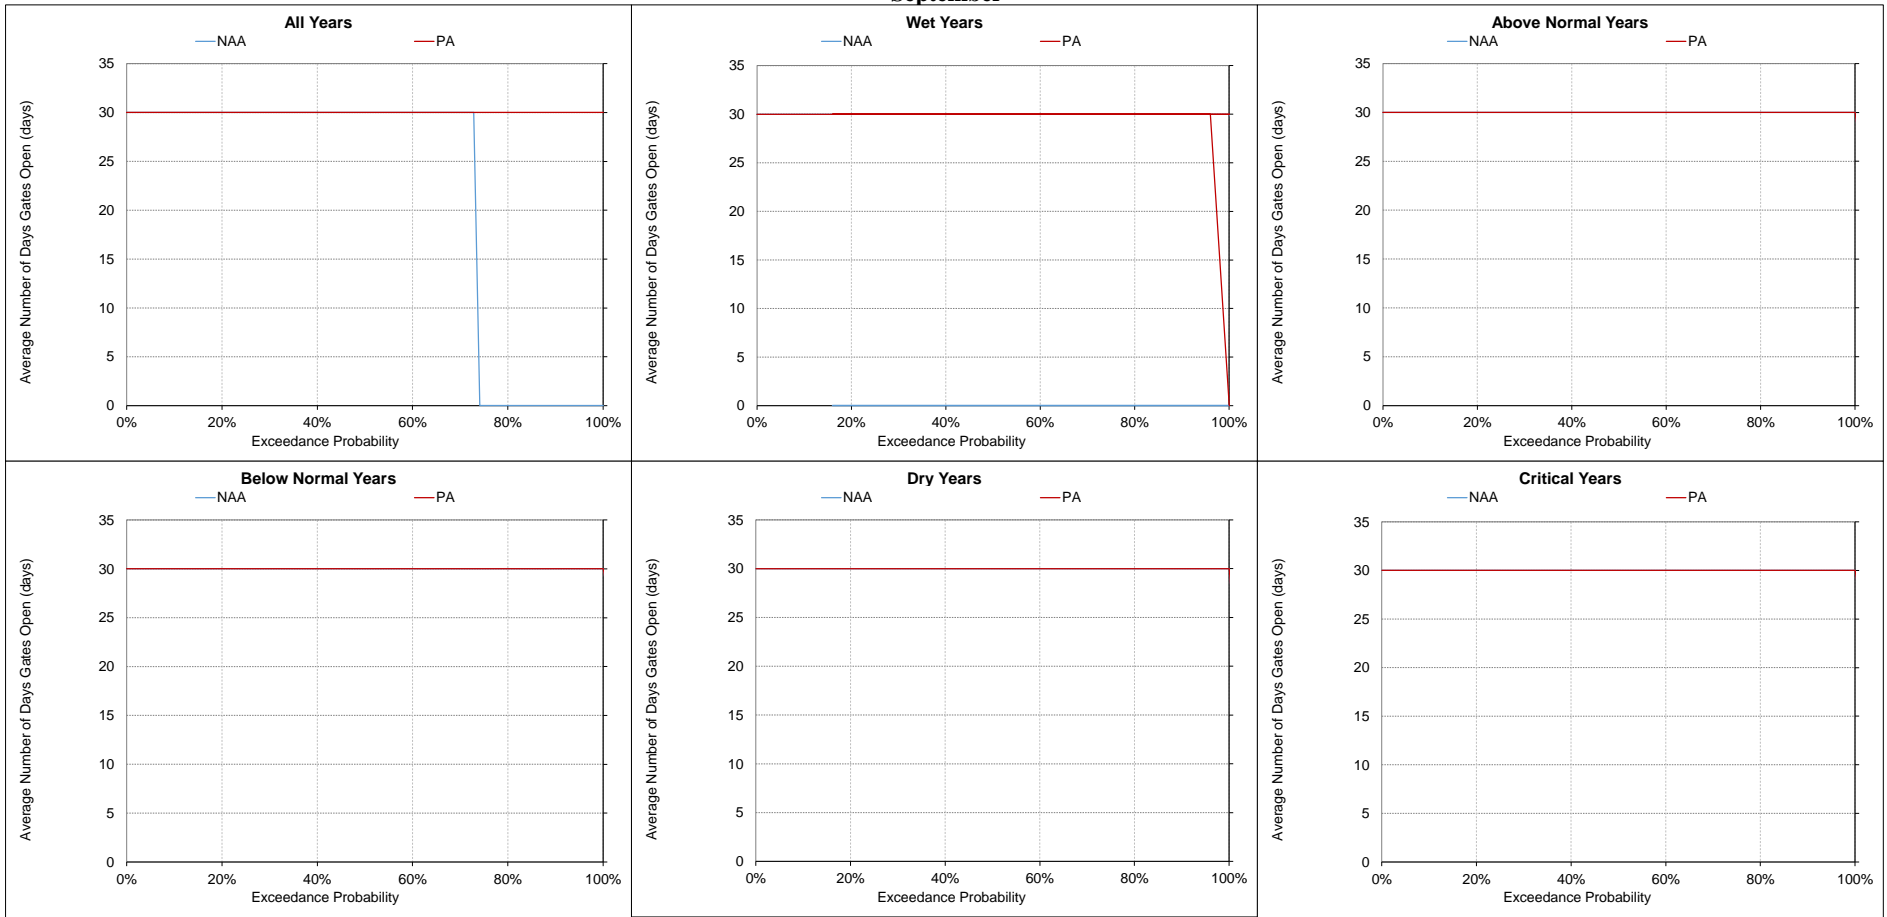 September
All Years
NAA PA
Average Number of Days Gates Open (days)
35
30
25
20
15
10
5
0
0% 20% 40% 60% 80% 100%
Exceedance Probability
Wet Years
NAA PA
Average Number of Days Gates Open (days)
35
30
25
20
15
10
5
0
0% 20% 40% 60% 80% 100%
Exceedance Probability
Above Normal Years
NAA PA
Average Number of Days Gates Open (days)
35
30
25
20
15
10
5
0
0% 20% 40% 60% 80% 100%
Exceedance Probability
Below Normal Years
NAA PA
Average Number of Days Gates Open (days)
35
30
25
20
15
10
5
0
0% 20% 40% 60% 80% 100%
Exceedance Probability
Dry Years
NAA PA
Average Number of Days Gates Open (days)
35
30
25
20
15
10
5
0
0% 20% 40% 60% 80% 100%
Exceedance Probability
Critical Years
NAA PA
Average Number of Days Gates Open (days)
35
30
25
20
15
10
5
0
0% 20% 40% 60% 80% 100%
Exceedance Probability